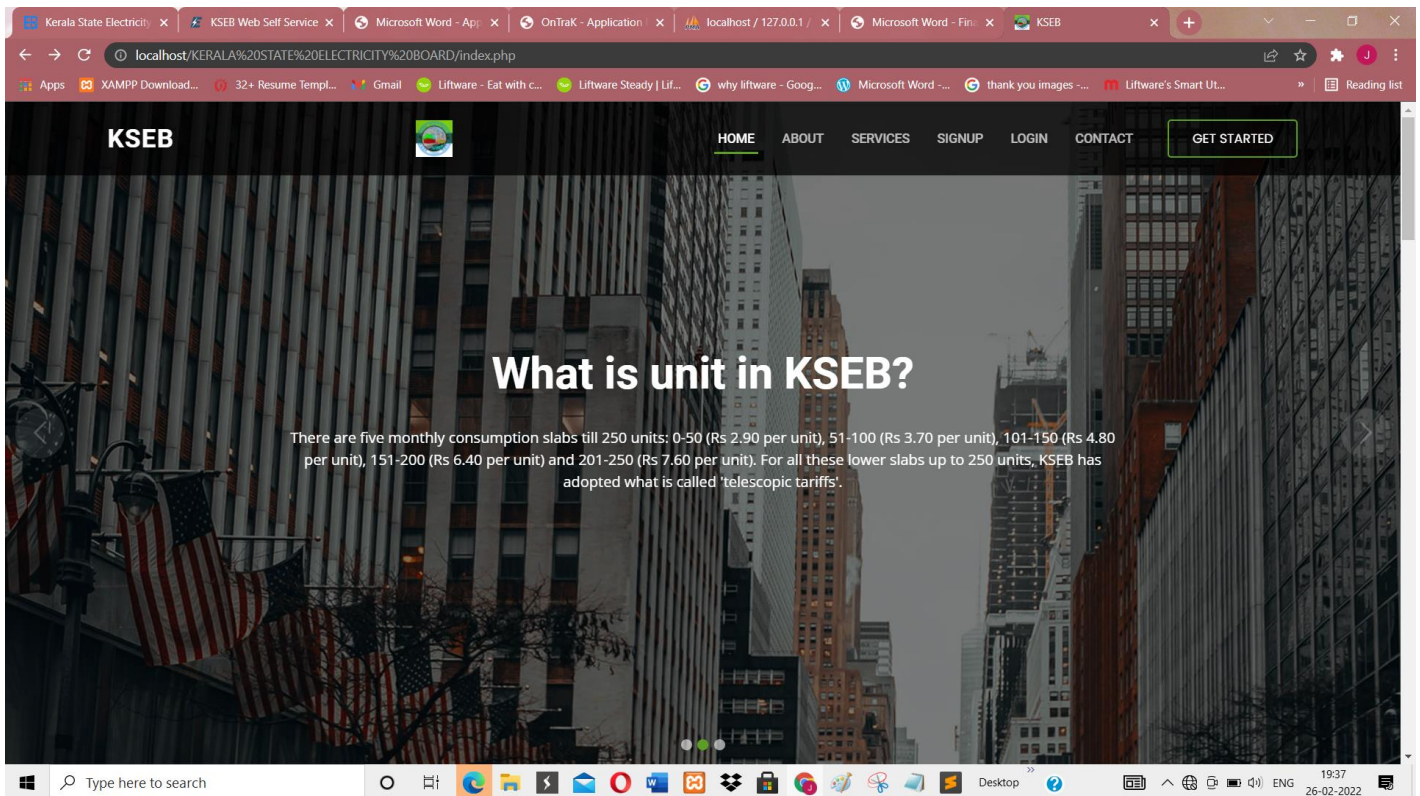 Kerala State Electricity
KSEB Web Self Service
Microsoft Word - App
OnTraK - Application
localhost / 127.0.0.1 /
Microsoft Word - Fina
KSEB
localhost/KERALA%20STATE%20ELECTRICITY%20BOARD/index.php
J
Apps
XAMPP Download...
32+ Resume Templ...
Gmail
Liftware - Eat with c...
Liftware Steady | Lif...
why liftware - Goog...
Microsoft Word -...
thank you images -...
Liftware's Smart Ut...
»
Reading list
KSEB
HOME ABOUT SERVICES SIGNUP LOGIN CONTACT GET STARTED
What is unit in KSEB?
There are five monthly consumption slabs till 250 units: 0-50 (Rs 2.90 per unit), 51-100 (Rs 3.70 per unit), 101-150 (Rs 4.80
per unit), 151-200 (Rs 6.40 per unit) and 201-250 (Rs 7.60 per unit). For all these lower slabs up to 250 units, KSEB has
adopted what is called 'telescopic tariffs'.
Type here to search
Desktop
»
ENG
19:37
26-02-2022